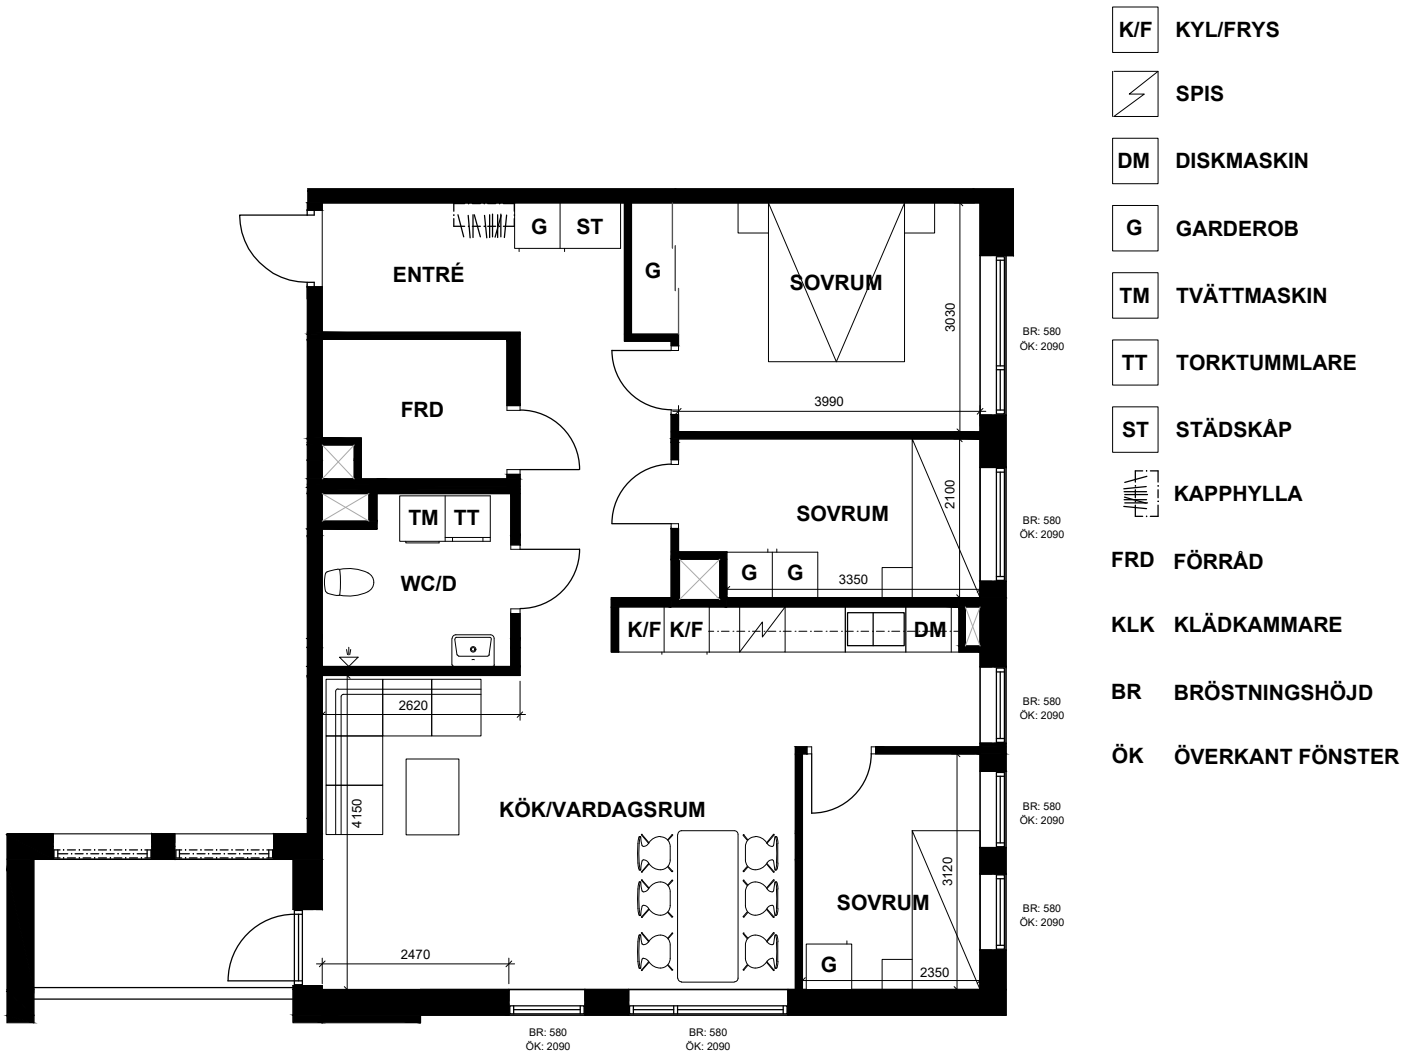 K/F KYL/FRYS
SPIS
DM DISKMASKIN
G GARDEROB
TM TVÄTTMASKIN
TT TORKTUMMLARE
ST STÄDSKÅP
KAPPHYLLA
FRD FÖRRÅD
KLK KLÄDKAMMARE
BR BRÖSTNINGSHÖJD
ÖK ÖVERKANT FÖNSTER
G ST
ENTRÉ
G
SOVRUM
3030
BR: 580
ÖK: 2090
3990
FRD
2100
SOVRUM
TM TT
BR: 580
ÖK: 2090
WC/D
G G
3350
K/F K/F DM
2620
BR: 580
ÖK: 2090
4150
KÖK/VARDAGSRUM
BR: 580
ÖK: 2090
3120
SOVRUM
BR: 580
ÖK: 2090
2470
G
2350
BR: 580
ÖK: 2090
BR: 580
ÖK: 2090